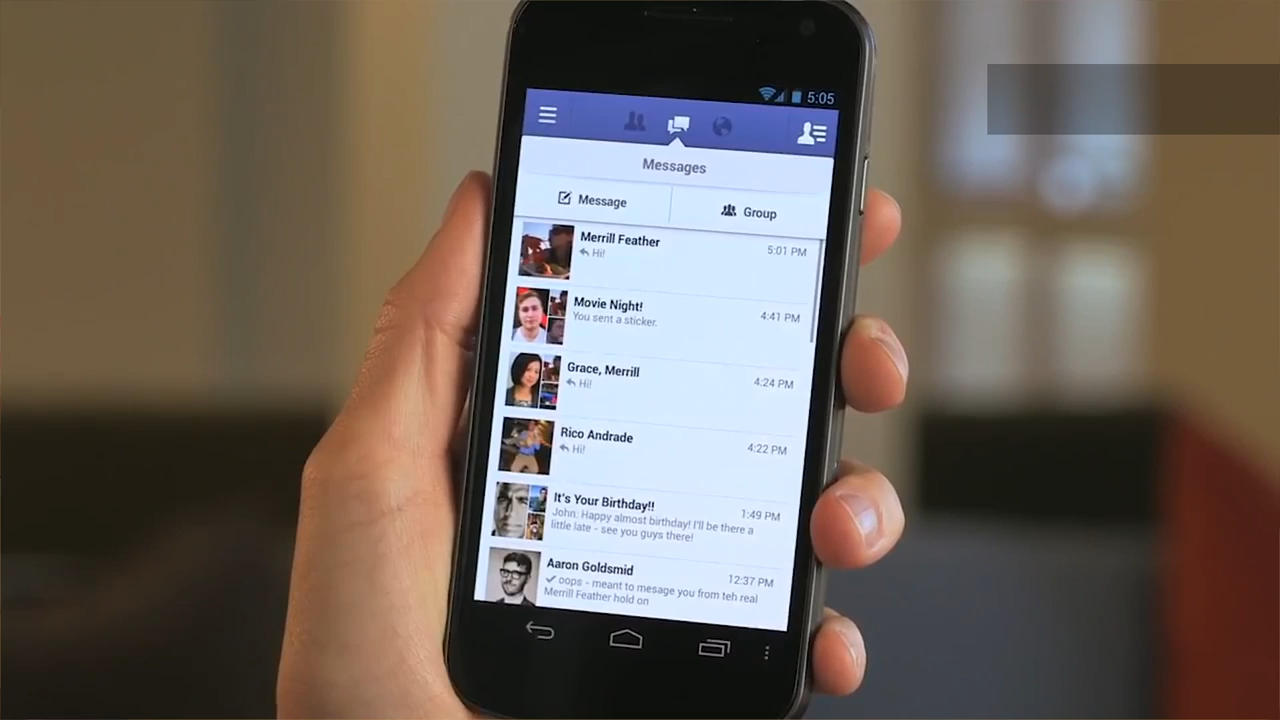 5:05
Messages
Message
Group
Merrill Feather
5:01 PM
Hi!
Movie Night!
4:41 PM
You sent a sticker.
Grace, Merrill
4:24 PM
Hi!
Rico Andrade
4:22 PM
Hi!
It's Your Birthday!!
1:49 PM
John: Happy almost birthday! I'll be there a
little late - see you guys there!
Aaron Goldsmid
12:37 PM
oops - meant to mesage you from teh real
Merrill Feather hold on